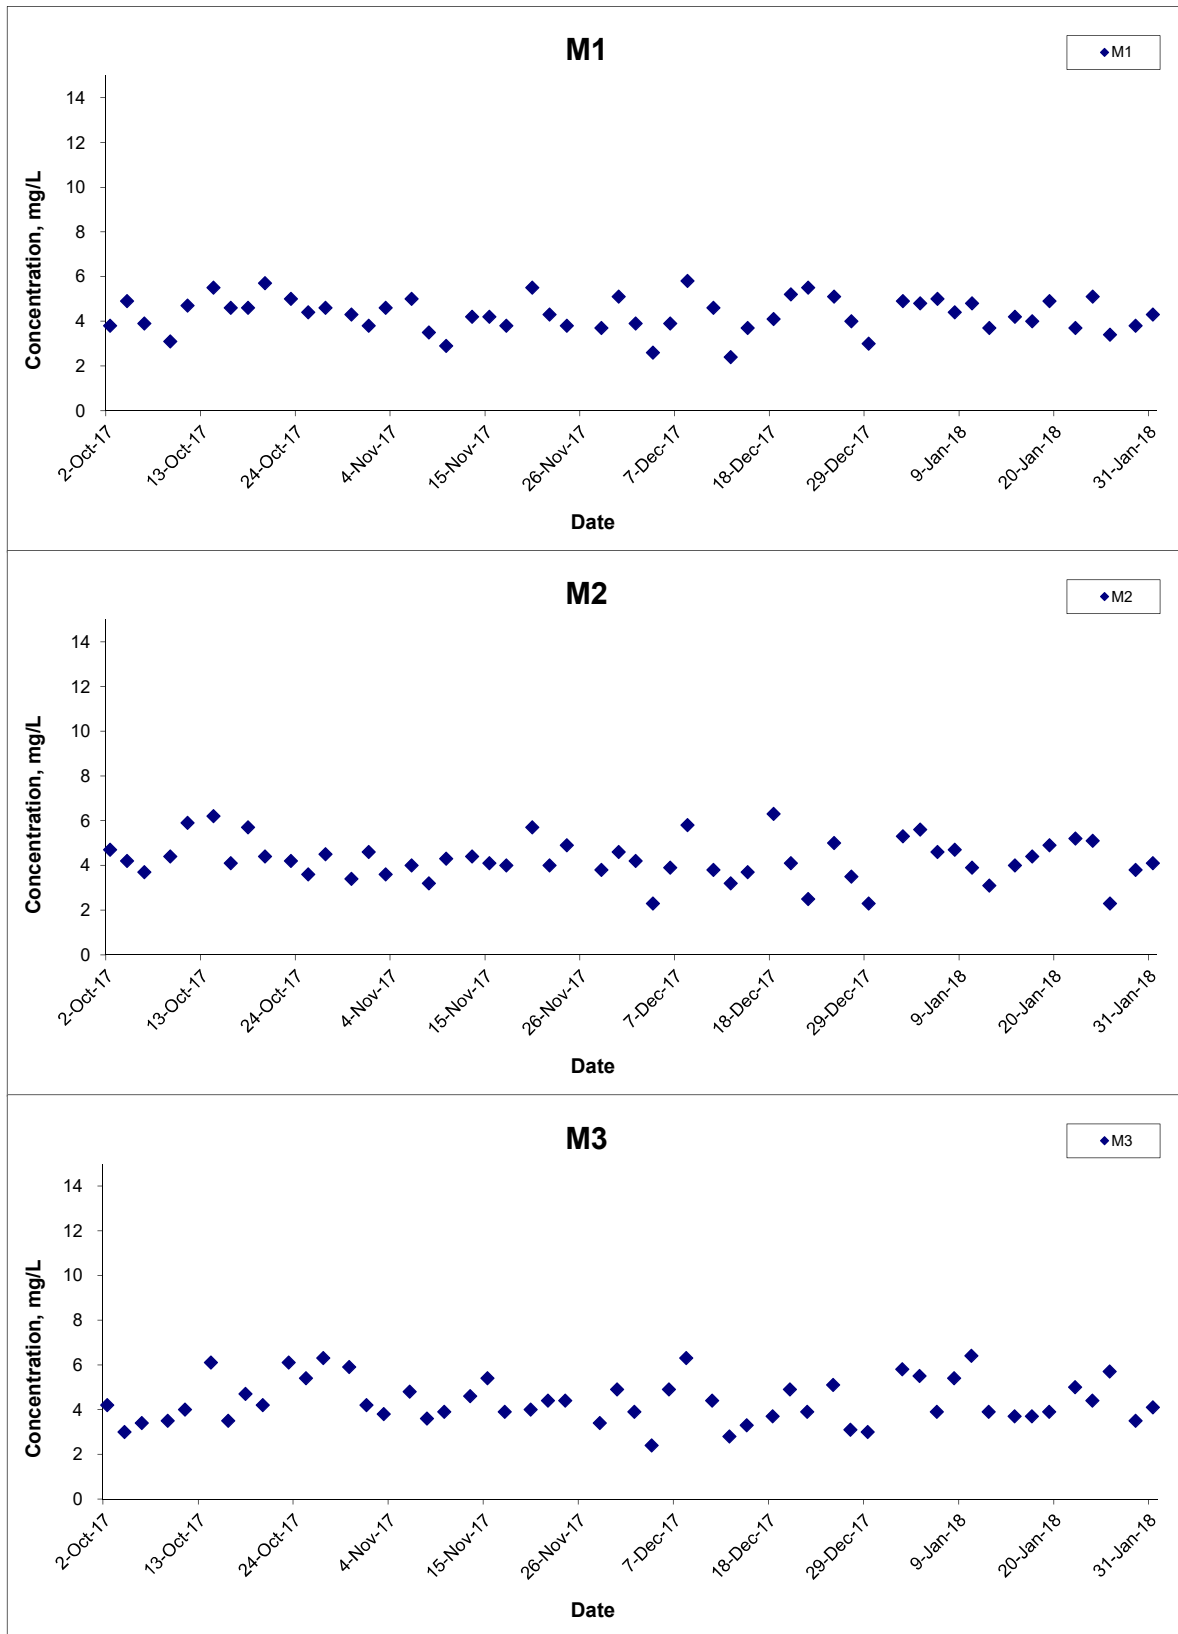 M1
M1
14
12
10
8
6
4
2
0
Concentration, mg/L
2-Oct-17
13-Oct-17
24-Oct-17
4-Nov-17
15-Nov-17
26-Nov-17
7-Dec-17
18-Dec-17
29-Dec-17
9-Jan-18
20-Jan-18
31-Jan-18
Date
M2
M2
14
12
10
8
6
4
2
0
Concentration, mg/L
2-Oct-17
13-Oct-17
24-Oct-17
4-Nov-17
15-Nov-17
26-Nov-17
7-Dec-17
18-Dec-17
29-Dec-17
9-Jan-18
20-Jan-18
31-Jan-18
Date
M3
M3
14
12
10
8
6
4
2
0
Concentration, mg/L
2-Oct-17
13-Oct-17
24-Oct-17
4-Nov-17
15-Nov-17
26-Nov-17
7-Dec-17
18-Dec-17
29-Dec-17
9-Jan-18
20-Jan-18
31-Jan-18
Date